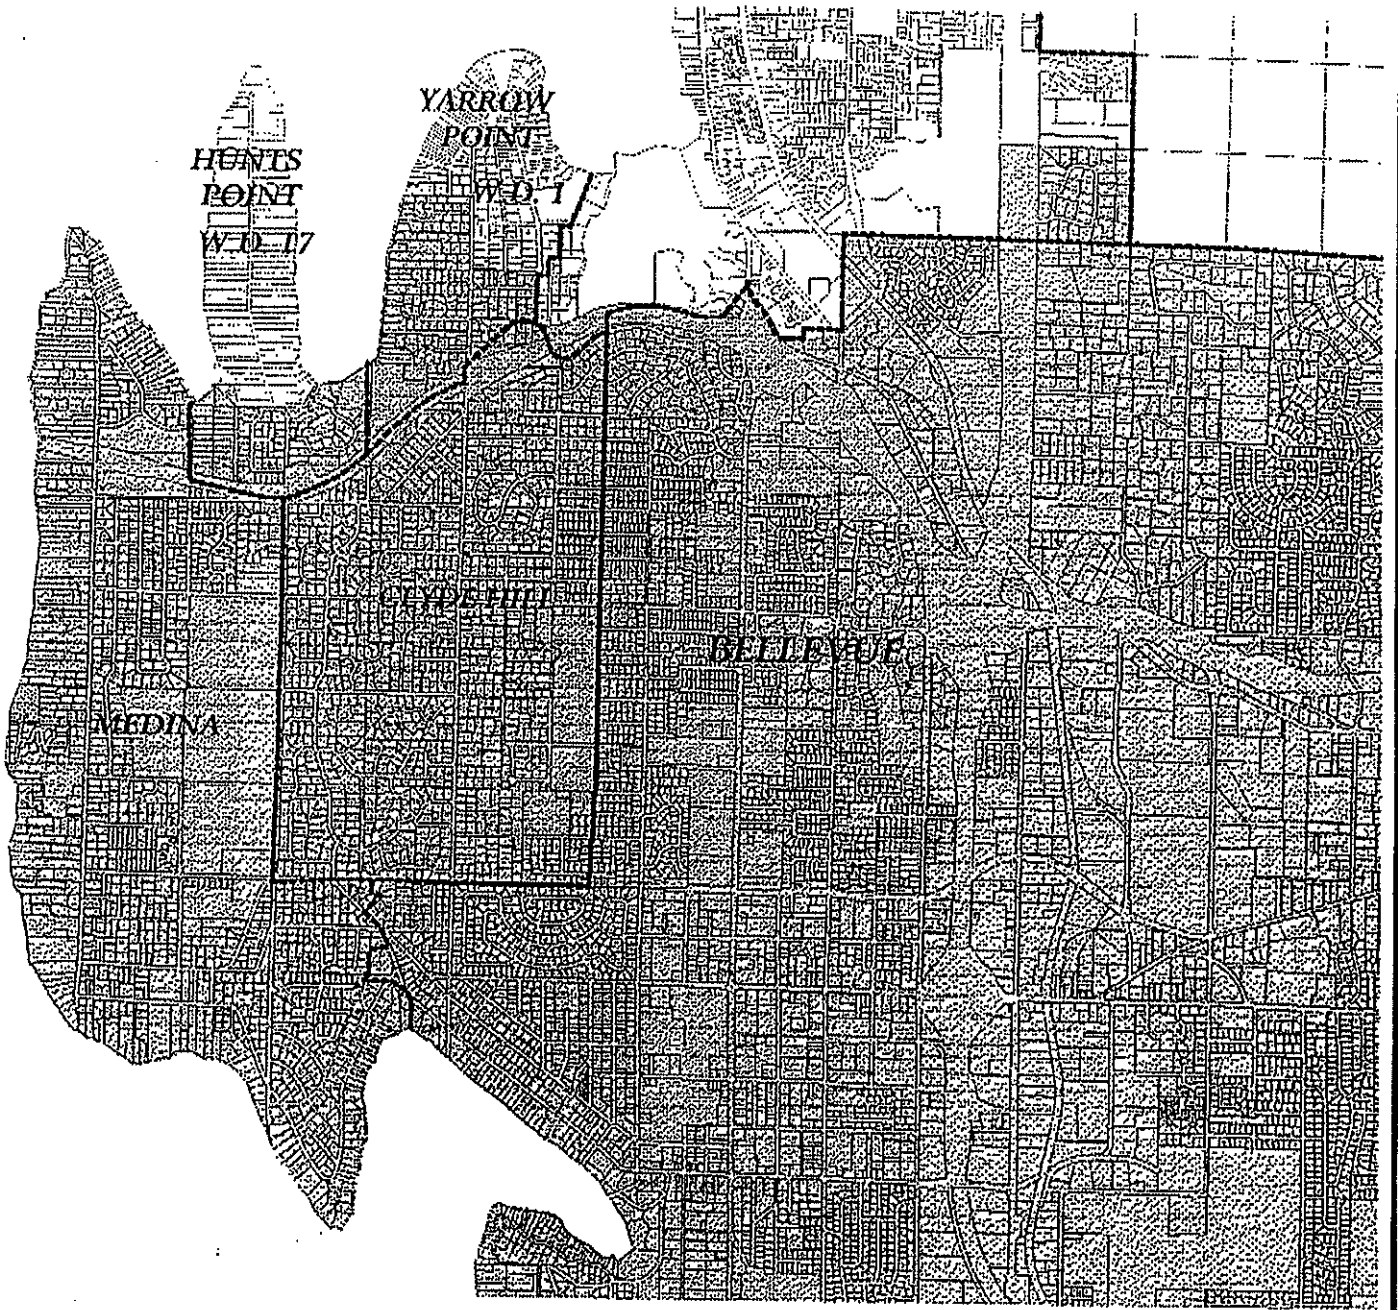 YARROW
POINT
W.D. 1
HUNTS
POINT
W.D. 17
CLYDE HILL
BELLEVUE
MEDINA